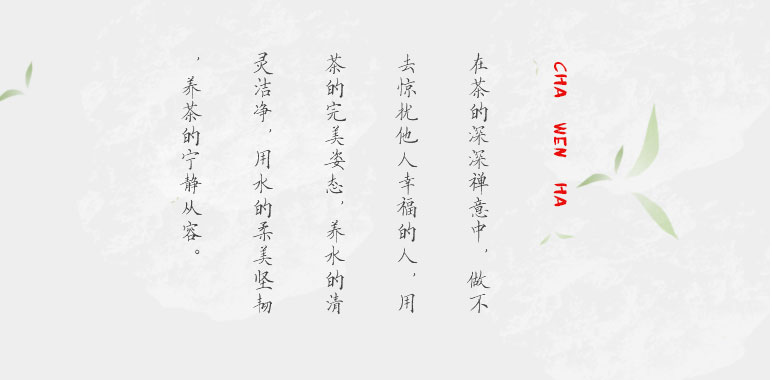 CHA WEN HA
在茶的深深禅意中，做不
去惊扰他人幸福的人，用
茶的完美姿态，养水的清
灵洁净，用水的柔美坚韧
，养茶的宁静从容。